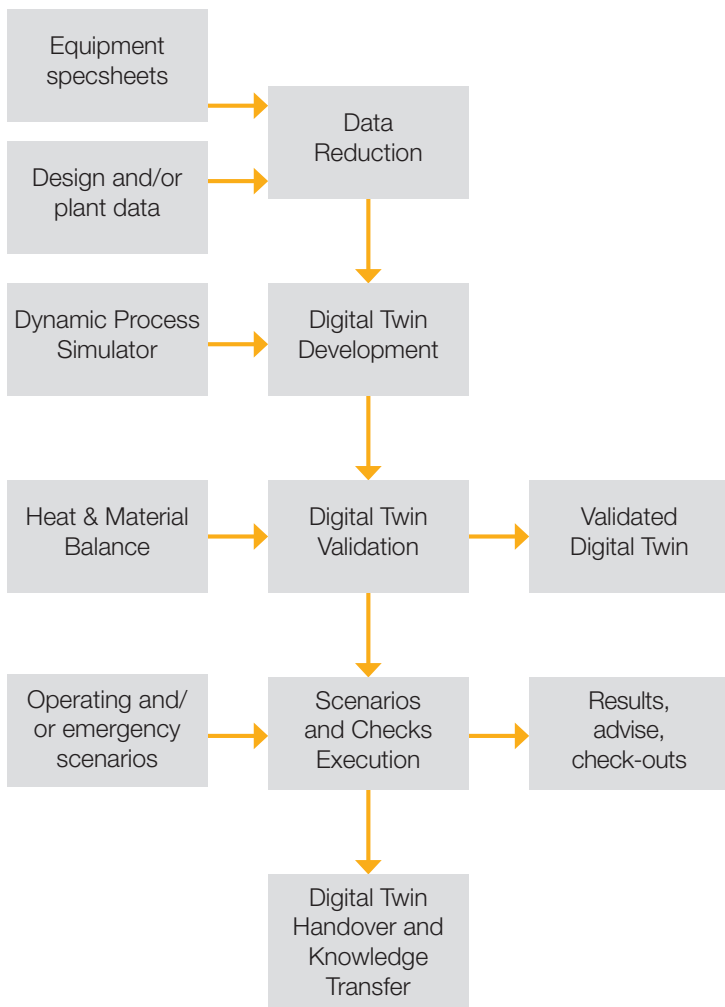 Equipment
specsheets
Data
Reduction
Design and/or
plant data
Dynamic Process
Simulator
Digital Twin
Development
Heat & Material
Balance
Digital Twin
Validation
Validated
Digital Twin
Operating and/
or emergency
scenarios
Scenarios
and Checks
Execution
Results,
advise,
check-outs
Digital Twin
Handover and
Knowledge
Transfer